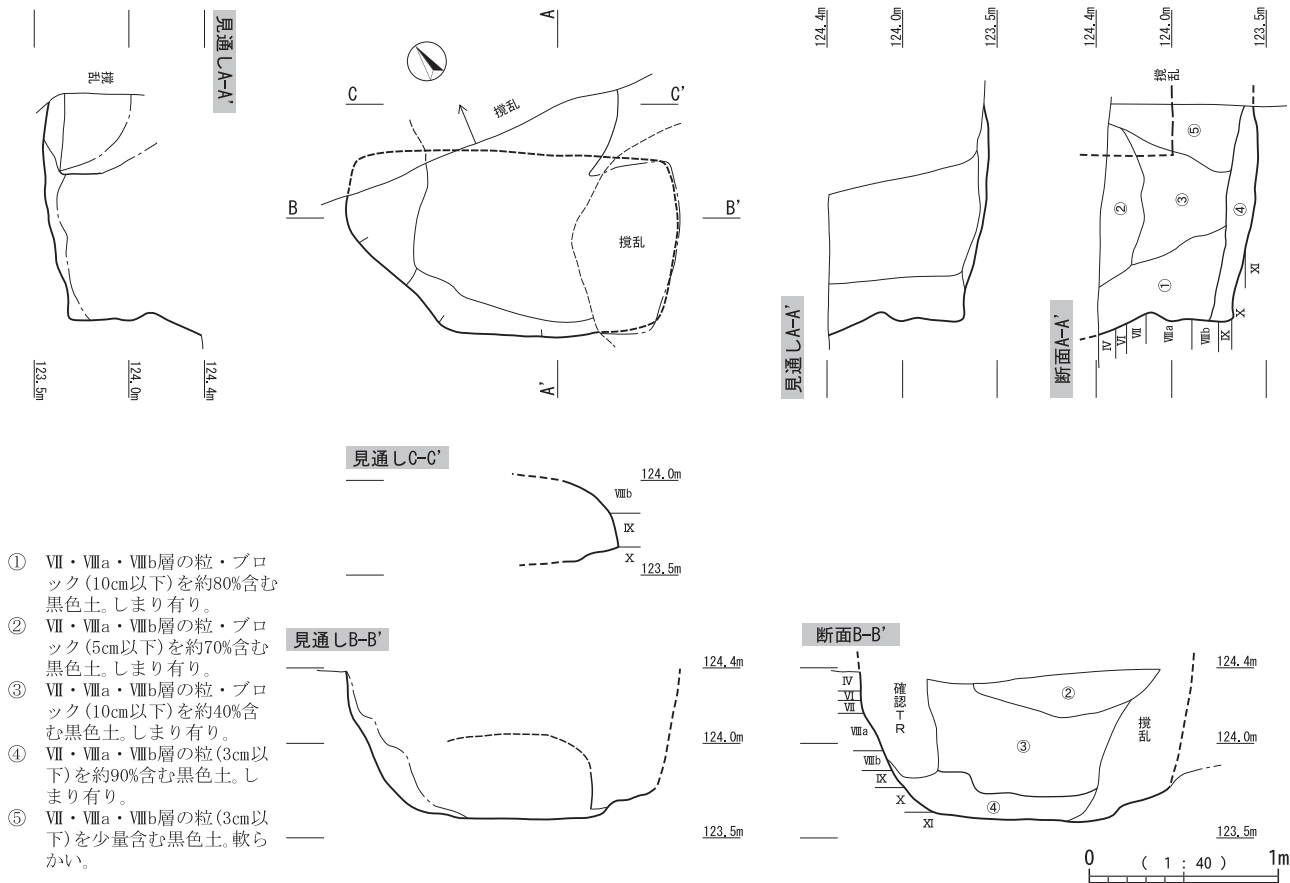 見通しA-A'
撹乱
123.5m
124.0m
124.4m
A
C
撹乱
C'
B
B'
撹乱
A'
124.4m
124.0m
123.5m
見通しA-A'
124.4m
124.0m
123.5m
撹乱
⑤
②
③
④
①
XI
X
Ⅳ
Ⅵ
Ⅶ
Ⅷa
Ⅷb
Ⅸ
断面A-A'
見通しC-C'
124.0m
Ⅷb
Ⅸ
Ⅹ
123.5m
① Ⅶ・Ⅷa・Ⅷb層の粒・ブロ
ック(10cm以下)を約80%含む
黒色土。しまり有り。
② Ⅶ・Ⅷa・Ⅷb層の粒・ブロ
ック(5cm以下)を約70%含む
黒色土。しまり有り。
③ Ⅶ・Ⅷa・Ⅷb層の粒・ブロ
ック(10cm以下)を約40%含
む黒色土。しまり有り。
④ Ⅶ・Ⅷa・Ⅷb層の粒(3cm以
下)を約90%含む黒色土。し
まり有り。
⑤ Ⅶ・Ⅷa・Ⅷb層の粒(3cm以
下)を少量含む黒色土。軟ら
かい。
見通しB-B'
124.4m
124.0m
123.5m
断面B-B'
124.4m
Ⅳ
Ⅵ
Ⅶ
Ⅷa
Ⅷb
Ⅸ
Ⅹ
XI
確認TR
②
③
④
撹乱
124.0m
123.5m
0 ( 1 : 40 ) 1m